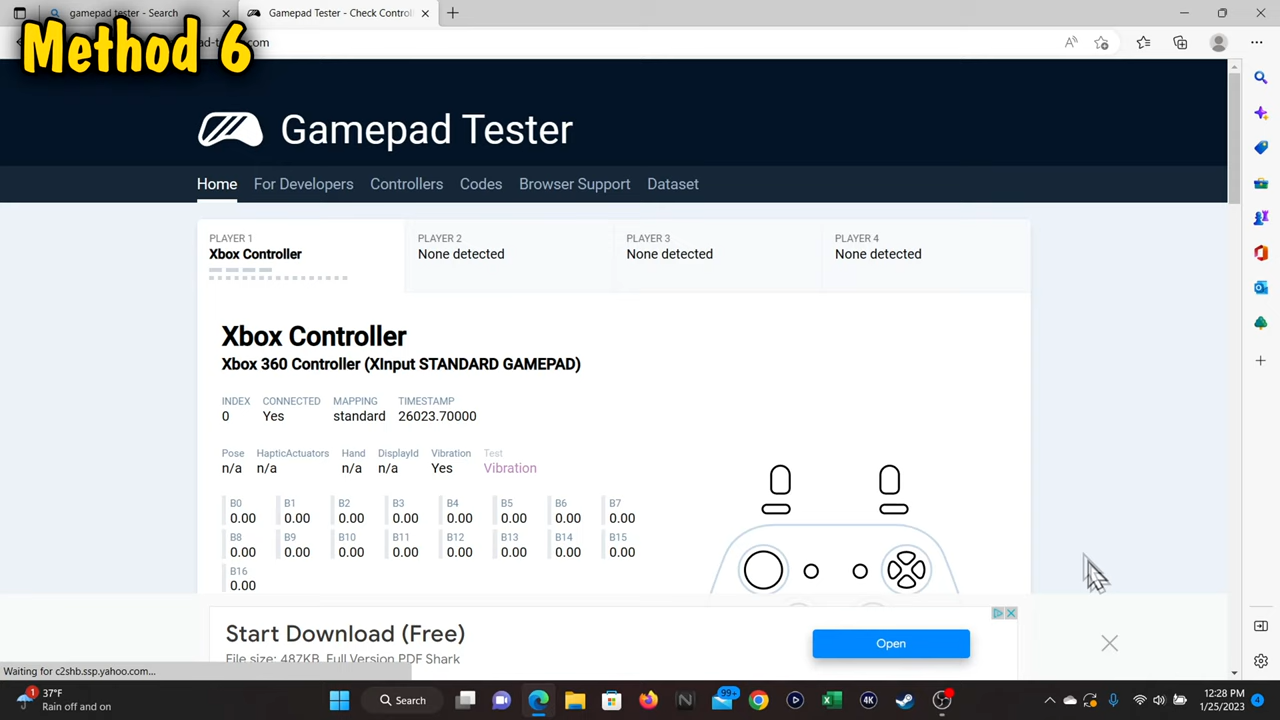 gamepad tester - Search
Gamepad Tester - Check Control
Method 6
ad-te
.com
Gamepad Tester
Home For Developers Controllers Codes Browser Support Dataset
PLAYER 1 PLAYER 2 PLAYER 3 PLAYER 4
Xbox Controller None detected None detected None detected
Xbox Controller
Xbox 360 Controller (XInput STANDARD GAMEPAD)
INDEX CONNECTED MAPPING TIMESTAMP
0 Yes standard 26023.70000
Pose HapticActuators Hand DisplayId Vibration Test
n/a n/a n/a n/a Yes Vibration
B0 B1 B2 B3 B4 B5 B6 B7
0.00 0.00 0.00 0.00 0.00 0.00 0.00 0.00
B8 B9 B10 B11 B12 B13 B14 B15
0.00 0.00 0.00 0.00 0.00 0.00 0.00 0.00
B16
0.00
Start Download (Free)
File size: 487KB, Full Version PDF Shark
Open
Waiting for c2shb.ssp.yahoo.com...
1
37°F
Rain off and on
Search
99+
N
4K
12:28 PM
1/25/2023
4